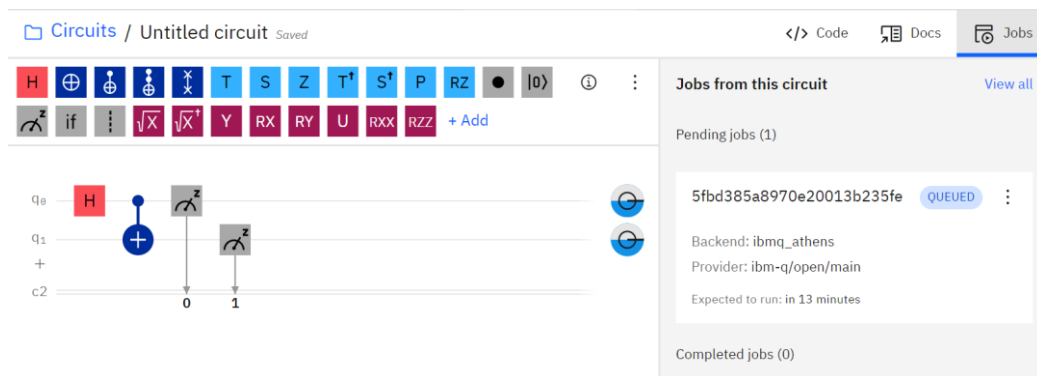 Circuits / Untitled circuit Saved
</> Code Docs Jobs
H T S Z T† S† P RZ |0⟩ i
z if √X √X† Y RX RY U RXX RZZ + Add
q0 H z
q1 + z
+
c2
0 1
Jobs from this circuit View all
Pending jobs (1)
5fbd385a8970e20013b235fe QUEUED
Backend: ibmq_athens
Provider: ibm-q/open/main
Expected to run: in 13 minutes
Completed jobs (0)